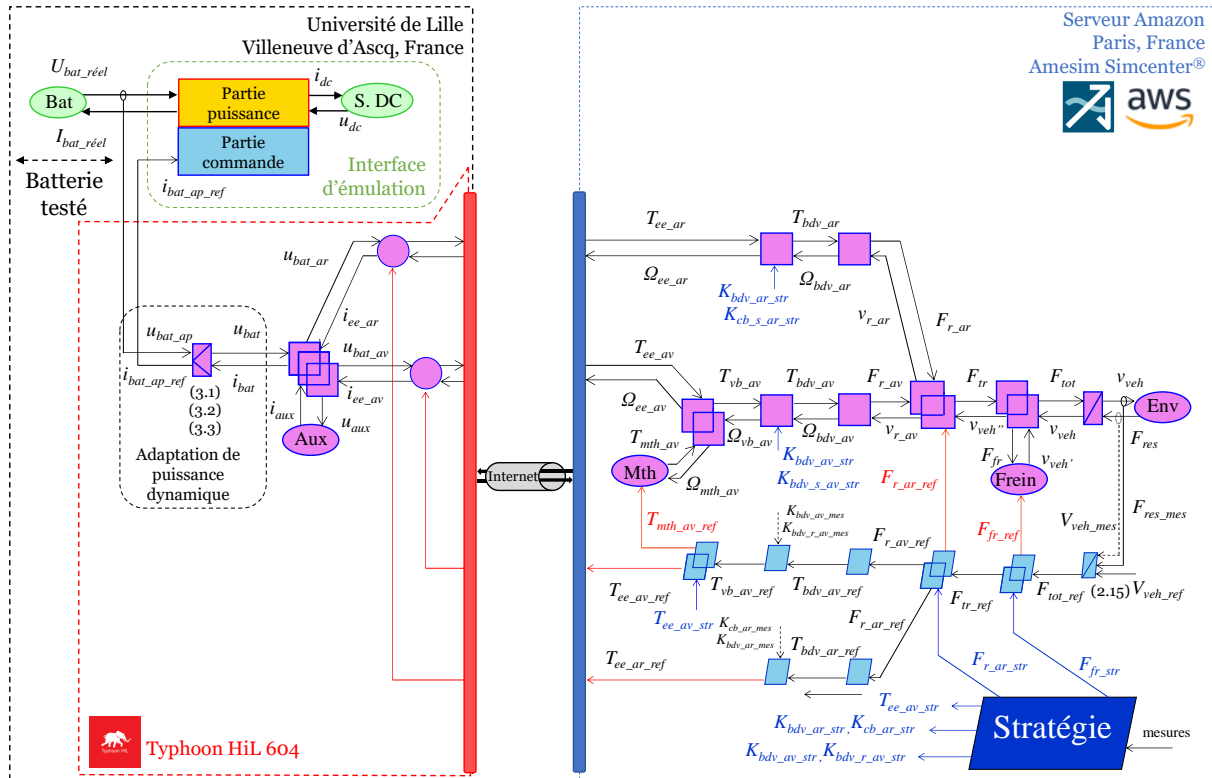 Université de Lille
Villeneuve d'Ascq, France
Serveur Amazon
Paris, France
Amesim Simcenter®
aws
U_bat_réel
Bat
I_bat_réel
Partie
puissance
Partie
commande
i_dc
S. DC
u_dc
Interface
d'émulation
i_bat_ap_ref
Batterie
testé
u_bat_ar
i_ee_ar
u_bat_ap
u_bat
u_bat_av
i_bat_ap_ref
i_bat
i_ee_av
(3.1)
(3.2)
(3.3)
i_aux
u_aux
Aux
Adaptation de
puissance
dynamique
Internet
Typhoon HiL
Typhoon HiL 604
T_ee_ar
T_bdv_ar
Ω_ee_ar
Ω_bdv_ar
K_bdv_ar_str
K_cb_s_ar_str
v_r_ar
F_r_ar
T_ee_av
T_vb_av
T_bdv_av
F_r_av
F_tr
F_tot
v_veh
Env
Ω_ee_av
Ω_vb_av
Ω_bdv_av
v_r_av
v_veh''
v_veh
F_res
T_mth_av
Mth
Ω_mth_av
K_bdv_av_str
K_bdv_s_av_str
F_fr
v_veh'
Frein
F_r_ar_ref
F_fr_ref
V_veh_mes
F_res_mes
T_mth_av_ref
K_bdv_av_mes
K_bdv_r_av_mes
F_r_av_ref
T_ee_av_ref
T_vb_av_ref
T_bdv_av_ref
F_tr_ref
F_tot_ref
(2.15)
V_veh_ref
T_ee_av_str
K_cb_ar_mes
K_bdv_ar_mes
F_r_ar_ref
T_ee_ar_ref
T_bdv_ar_ref
F_r_ar_str
F_fr_str
T_ee_av_str
K_bdv_ar_str,K_cb_ar_str
K_bdv_av_str,K_bdv_r_av_str
Stratégie
mesures